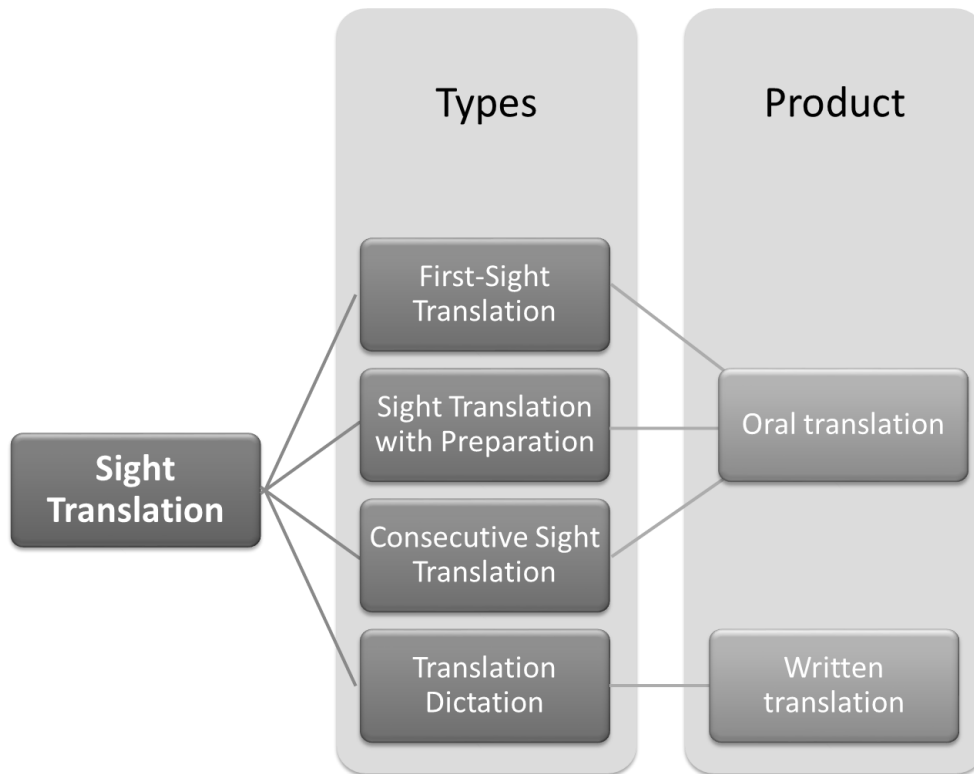 Types
Product
First-Sight
Translation
Sight Translation
with Preparation
Oral translation
Sight
Translation
Consecutive Sight
Translation
Translation
Dictation
Written
translation